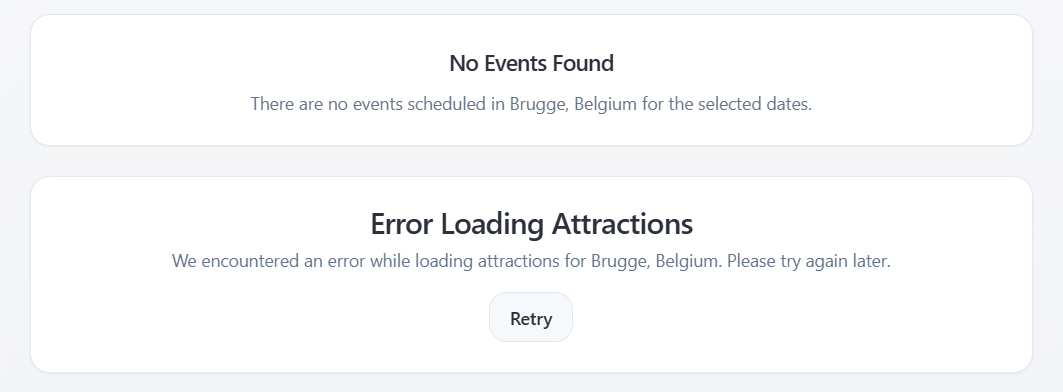 No Events Found
There are no events scheduled in Brugge, Belgium for the selected dates.
Error Loading Attractions
We encountered an error while loading attractions for Brugge, Belgium. Please try again later.
Retry